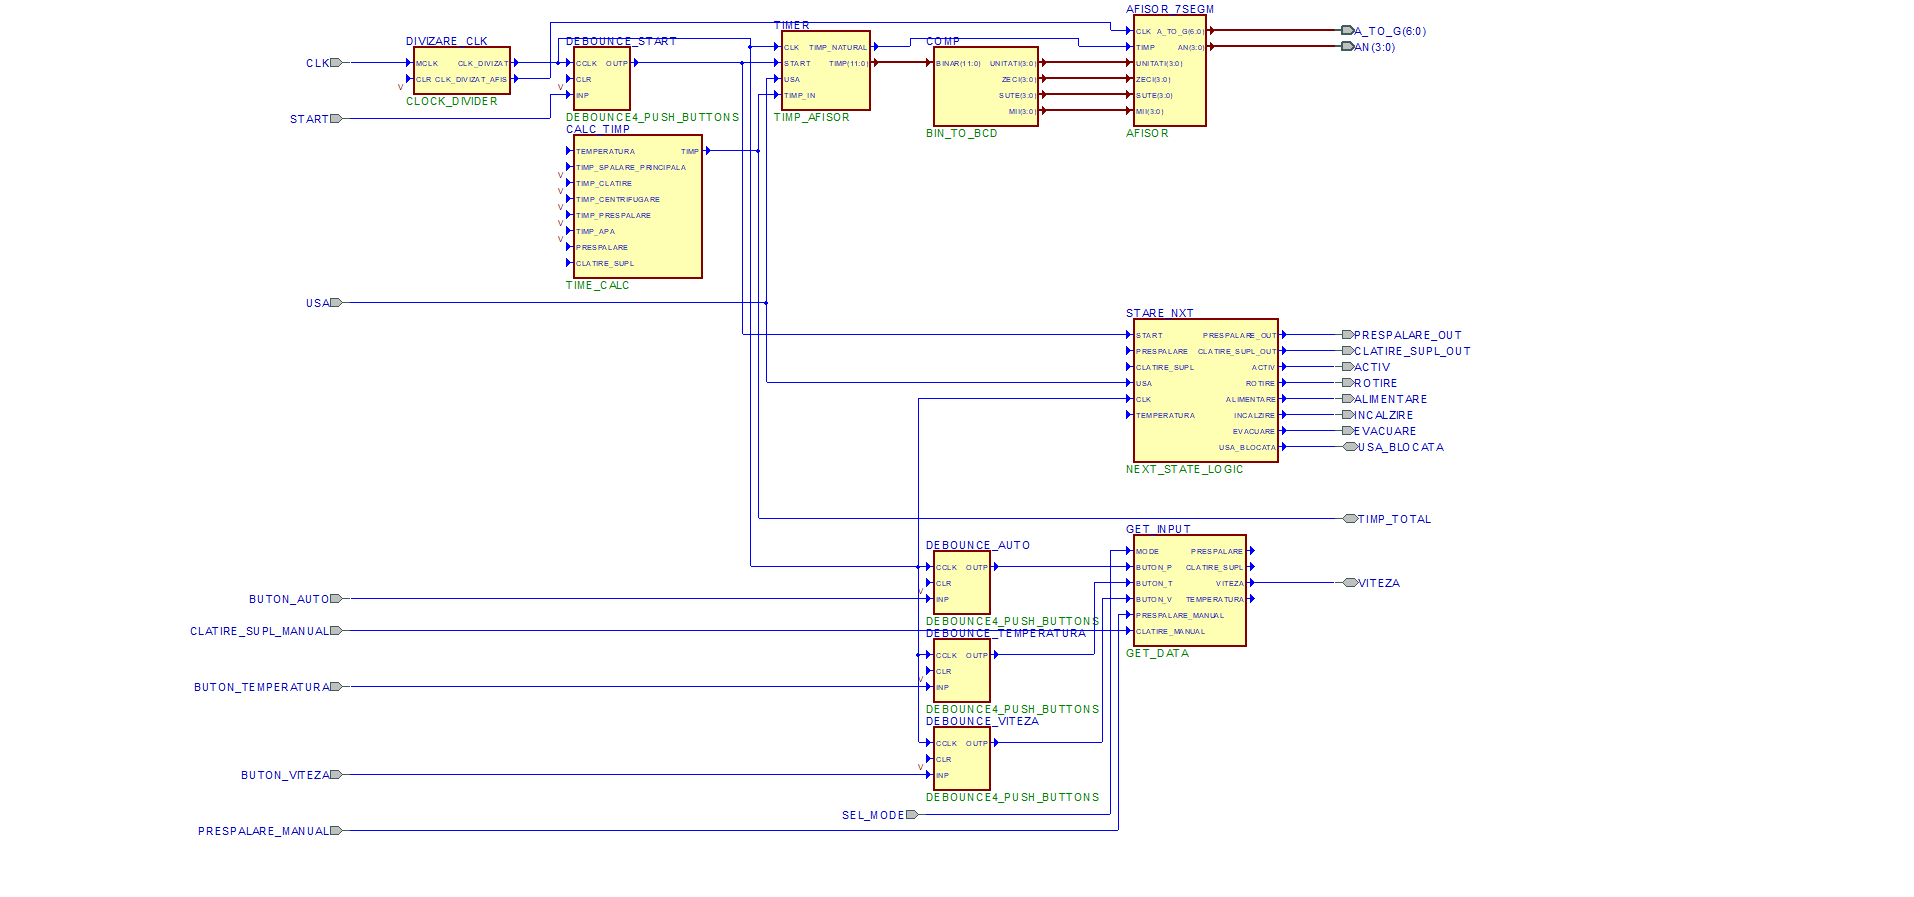 DIVIZARE_CLK
CLK
MCLK CLK_DIVIZAT
CLR CLK_DIVIZAT_AFIS
V
CLOCK_DIVIDER
START
DEBOUNCE_START
CCLK OUTP
CLR
V
INP
DEBOUNCE4_PUSH_BUTTONS
TIMER
CLK TIMP_NATURAL
START TIMP(11:0)
USA
TIMP_IN
TIMP_AFISOR
COMP
BINAR(11:0) UNITATI(3:0)
ZECI(3:0)
SUTE(3:0)
MII(3:0)
BIN_TO_BCD
AFISOR_7SEGM
CLK A_TO_G(6:0)
TIMP AN(3:0)
UNITATI(3:0)
ZECI(3:0)
SUTE(3:0)
MII(3:0)
AFISOR
A_TO_G(6:0)
AN(3:0)
CALC_TIMP
TEMPERATURA TIMP
TIMP_SPALARE_PRINCIPALA
V
TIMP_CLATIRE
V
TIMP_CENTRIFUGARE
V
TIMP_PRESPALARE
V
TIMP_APA
V
PRESPALARE
CLATIRE_SUPL
TIME_CALC
USA
STARE_NXT
START PRESPALARE_OUT
PRESPALARE CLATIRE_SUPL_OUT
CLATIRE_SUPL ACTIV
USA ROTIRE
CLK ALIMENTARE
TEMPERATURA INCALZIRE
EVACUARE
USA_BLOCATA
NEXT_STATE_LOGIC
PRESPALARE_OUT
CLATIRE_SUPL_OUT
ACTIV
ROTIRE
ALIMENTARE
INCALZIRE
EVACUARE
USA_BLOCATA
TIMP_TOTAL
GET_INPUT
MODE PRESPALARE
BUTON_P CLATIRE_SUPL
BUTON_T VITEZA
BUTON_V TEMPERATURA
PRESPALARE_MANUAL
CLATIRE_MANUAL
GET_DATA
VITEZA
DEBOUNCE_AUTO
CCLK OUTP
CLR
V
INP
DEBOUNCE4_PUSH_BUTTONS
BUTON_AUTO
CLATIRE_SUPL_MANUAL
DEBOUNCE_TEMPERATURA
CCLK OUTP
CLR
V
INP
DEBOUNCE4_PUSH_BUTTONS
BUTON_TEMPERATURA
DEBOUNCE_VITEZA
CCLK OUTP
CLR
V
INP
DEBOUNCE4_PUSH_BUTTONS
BUTON_VITEZA
SEL_MODE
PRESPALARE_MANUAL